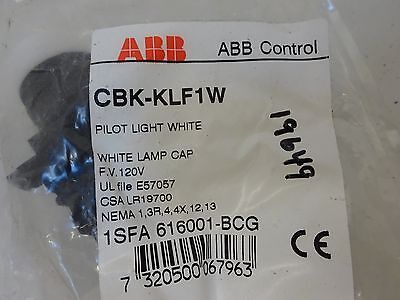 ABB ABB Control
CBK-KLF1W
PILOT LIGHT WHITE
WHITE LAMP CAP
F.V. 120V
UL file E57057
CSA LR19700
NEMA 1,3R,4,4X,12,13
1SFA 616001-BCG
7 320500 067963
CE
19649